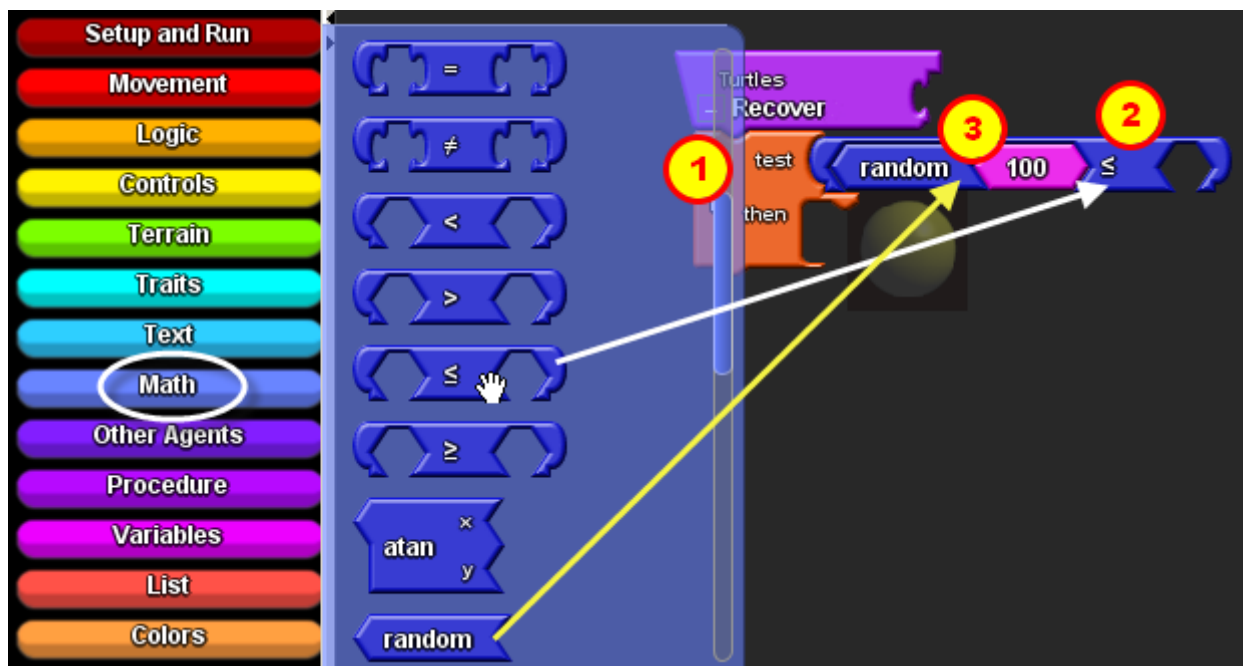 Setup and Run
Movement
Logic
Controls
Terrain
Traits
Text
Math
Other Agents
Procedure
Variables
List
Colors
=
≠
<
>
≤
≥
atan
x
y
random
Turtles
Recover
1
2
3
test
random
100
≤
then